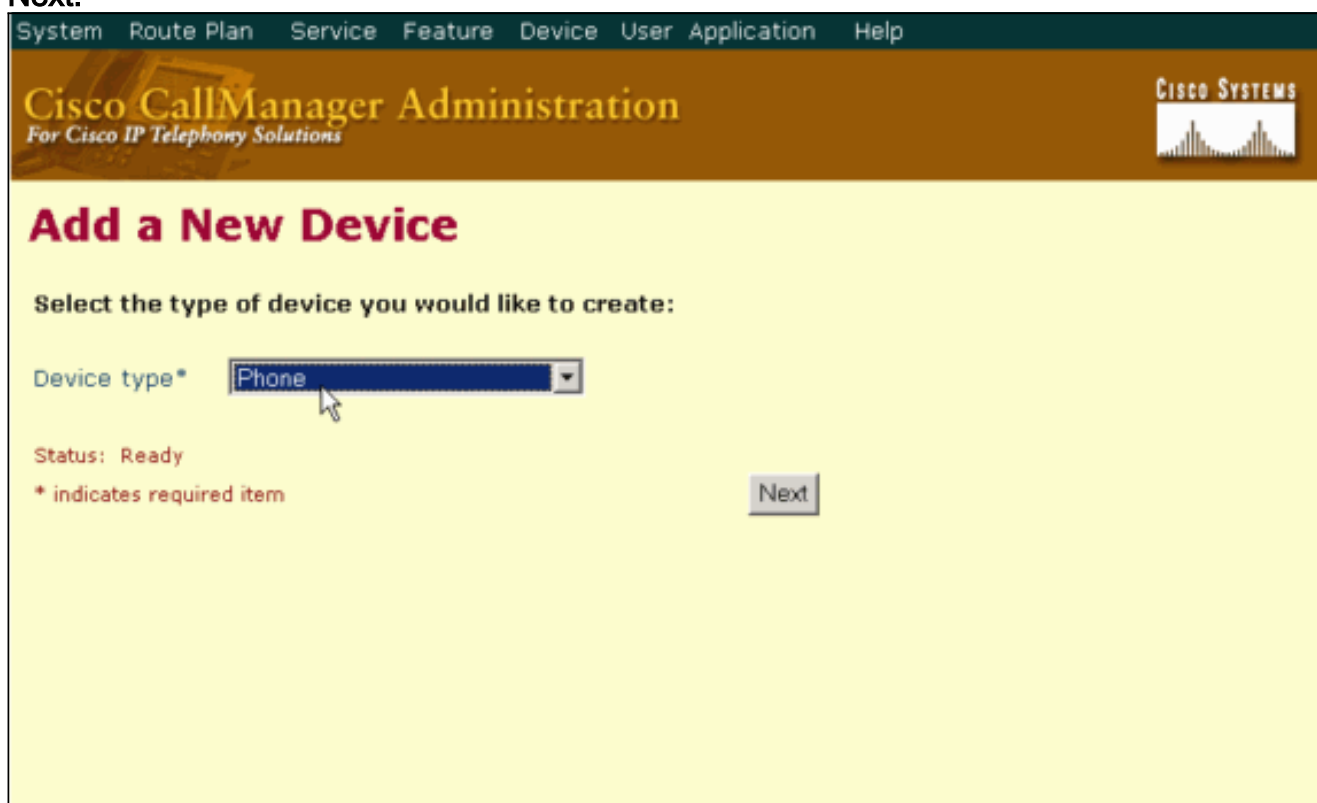 Next.
System Route Plan Service Feature Device User Application Help
Cisco CallManager Administration
For Cisco IP Telephony Solutions
CISCO SYSTEMS
Add a New Device
Select the type of device you would like to create:
Device type* Phone
Status: Ready
* indicates required item
Next